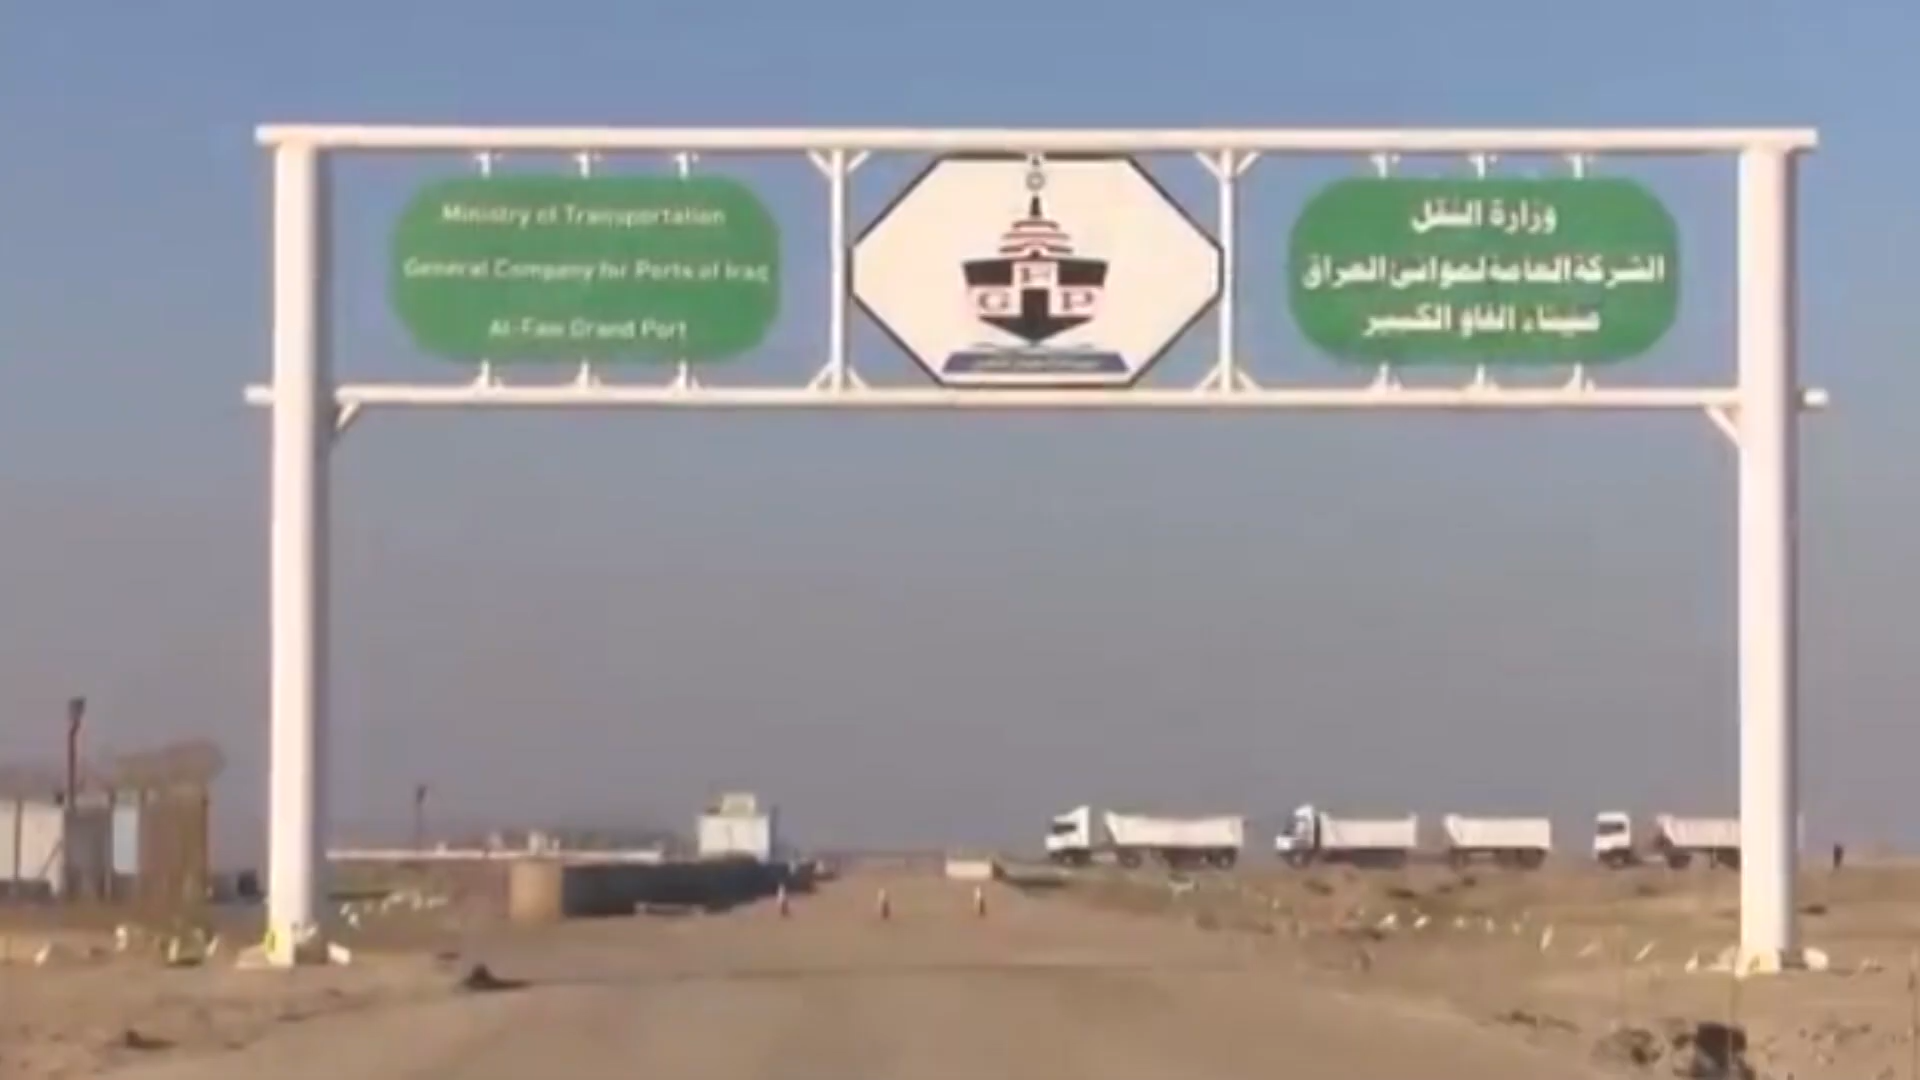 Ministry of Transportation
General Company for Ports of Iraq
Al-Faw Grand Port
G F P
وزارة النقل
الشركة العامة لموانئ العراق
ميناء الفاو الكبير